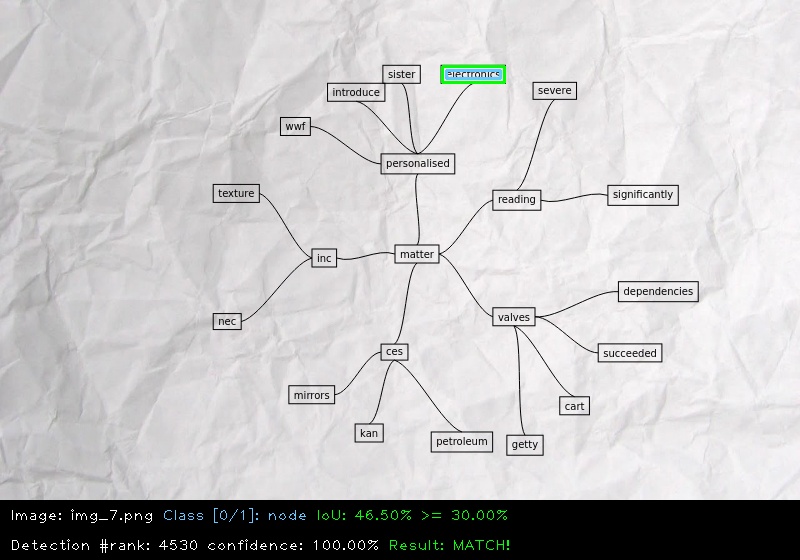 sister
electronics
introduce
severe
wwf
personalised
texture
reading
significantly
inc
matter
dependencies
nec
valves
ces
succeeded
mirrors
cart
kan
petroleum
getty
Image: img_7.png Class [0/1]: node IoU: 46.50% >= 30.00%
Detection #rank: 4530 confidence: 100.00% Result: MATCH!